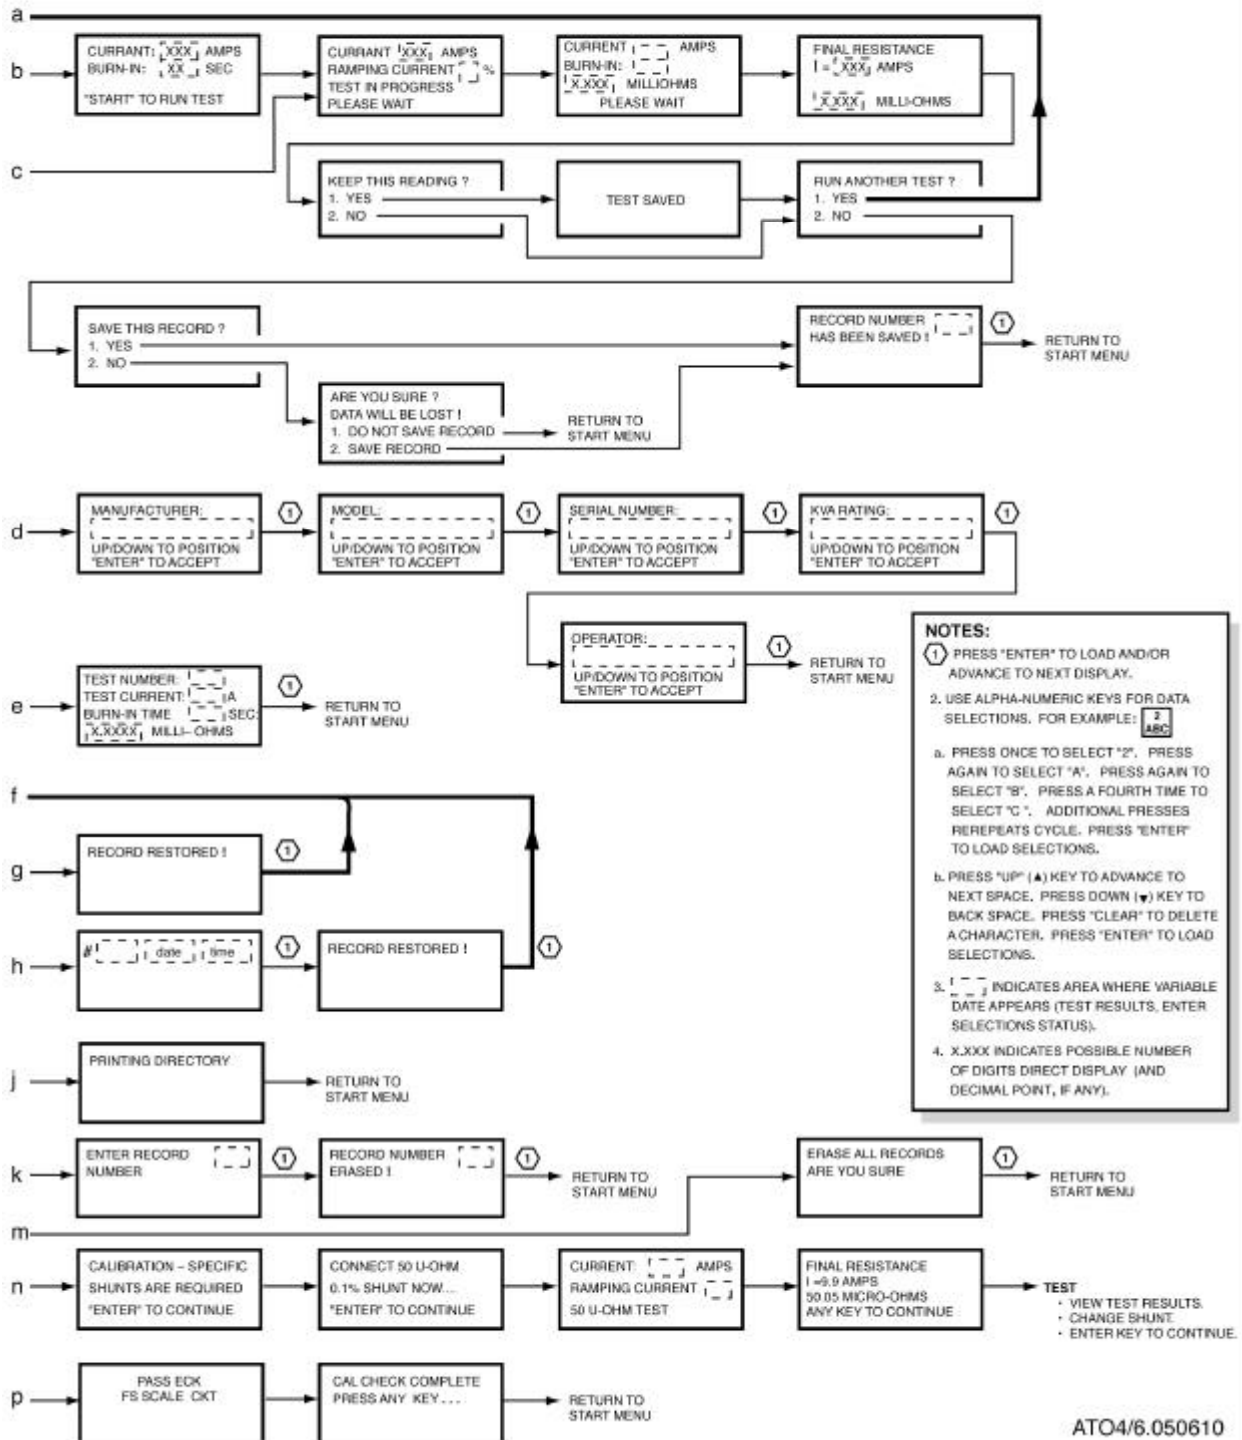 a
b
CURRANT: XXX AMPS
BURN-IN: XX SEC
"START" TO RUN TEST
CURRANT XXX AMPS
RAMPING CURRENT %
TEST IN PROGRESS
PLEASE WAIT
CURRENT AMPS
BURN-IN:
X.XXX MILLIOHMS
PLEASE WAIT
FINAL RESISTANCE
I = XXX AMPS
X.XXX MILLI-OHMS
c
KEEP THIS READING ?
1. YES
2. NO
TEST SAVED
RUN ANOTHER TEST ?
1. YES
2. NO
SAVE THIS RECORD ?
1. YES
2. NO
RECORD NUMBER
HAS BEEN SAVED !
1
RETURN TO
START MENU
ARE YOU SURE ?
DATA WILL BE LOST !
1. DO NOT SAVE RECORD
2. SAVE RECORD
RETURN TO
START MENU
d
MANUFACTURER:
UP/DOWN TO POSITION
"ENTER" TO ACCEPT
1
MODEL:
UP/DOWN TO POSITION
"ENTER" TO ACCEPT
1
SERIAL NUMBER:
UP/DOWN TO POSITION
"ENTER" TO ACCEPT
1
KVA RATING:
UP/DOWN TO POSITION
"ENTER" TO ACCEPT
1
OPERATOR:
UP/DOWN TO POSITION
"ENTER" TO ACCEPT
1
RETURN TO
START MENU
e
TEST NUMBER:
TEST CURRENT: A
BURN-IN TIME SEC:
X.XXXX MILLI- OHMS
1
RETURN TO
START MENU
f
g
RECORD RESTORED !
1
h
# date time
1
RECORD RESTORED !
1
j
PRINTING DIRECTORY
RETURN TO
START MENU
k
ENTER RECORD
NUMBER
1
RECORD NUMBER
ERASED !
1
RETURN TO
START MENU
ERASE ALL RECORDS
ARE YOU SURE
1
RETURN TO
START MENU
m
n
CALIBRATION – SPECIFIC
SHUNTS ARE REQUIRED
"ENTER" TO CONTINUE
CONNECT 50 U-OHM
0.1% SHUNT NOW...
"ENTER" TO CONTINUE
CURRENT: AMPS
RAMPING CURRENT
50 U-OHM TEST
FINAL RESISTANCE
I =9.9 AMPS
50.05 MICRO-OHMS
ANY KEY TO CONTINUE
TEST
• VIEW TEST RESULTS.
• CHANGE SHUNT.
• ENTER KEY TO CONTINUE.
p
PASS ECK
FS SCALE CKT
CAL CHECK COMPLETE
PRESS ANY KEY...
RETURN TO
START MENU
NOTES:
1 PRESS "ENTER" TO LOAD AND/OR
ADVANCE TO NEXT DISPLAY.
2. USE ALPHA-NUMERIC KEYS FOR DATA
SELECTIONS. FOR EXAMPLE: 2
ABC
a. PRESS ONCE TO SELECT "2". PRESS
AGAIN TO SELECT "A". PRESS AGAIN TO
SELECT "B". PRESS A FOURTH TIME TO
SELECT "C ". ADDITIONAL PRESSES
REREPEATS CYCLE. PRESS "ENTER"
TO LOAD SELECTIONS.
b. PRESS "UP" (▲) KEY TO ADVANCE TO
NEXT SPACE. PRESS DOWN (▼) KEY TO
BACK SPACE. PRESS "CLEAR" TO DELETE
A CHARACTER. PRESS "ENTER" TO LOAD
SELECTIONS.
3. INDICATES AREA WHERE VARIABLE
DATE APPEARS (TEST RESULTS, ENTER
SELECTIONS STATUS).
4. X.XXX INDICATES POSSIBLE NUMBER
OF DIGITS DIRECT DISPLAY (AND
DECIMAL POINT, IF ANY).
ATO4/6.050610